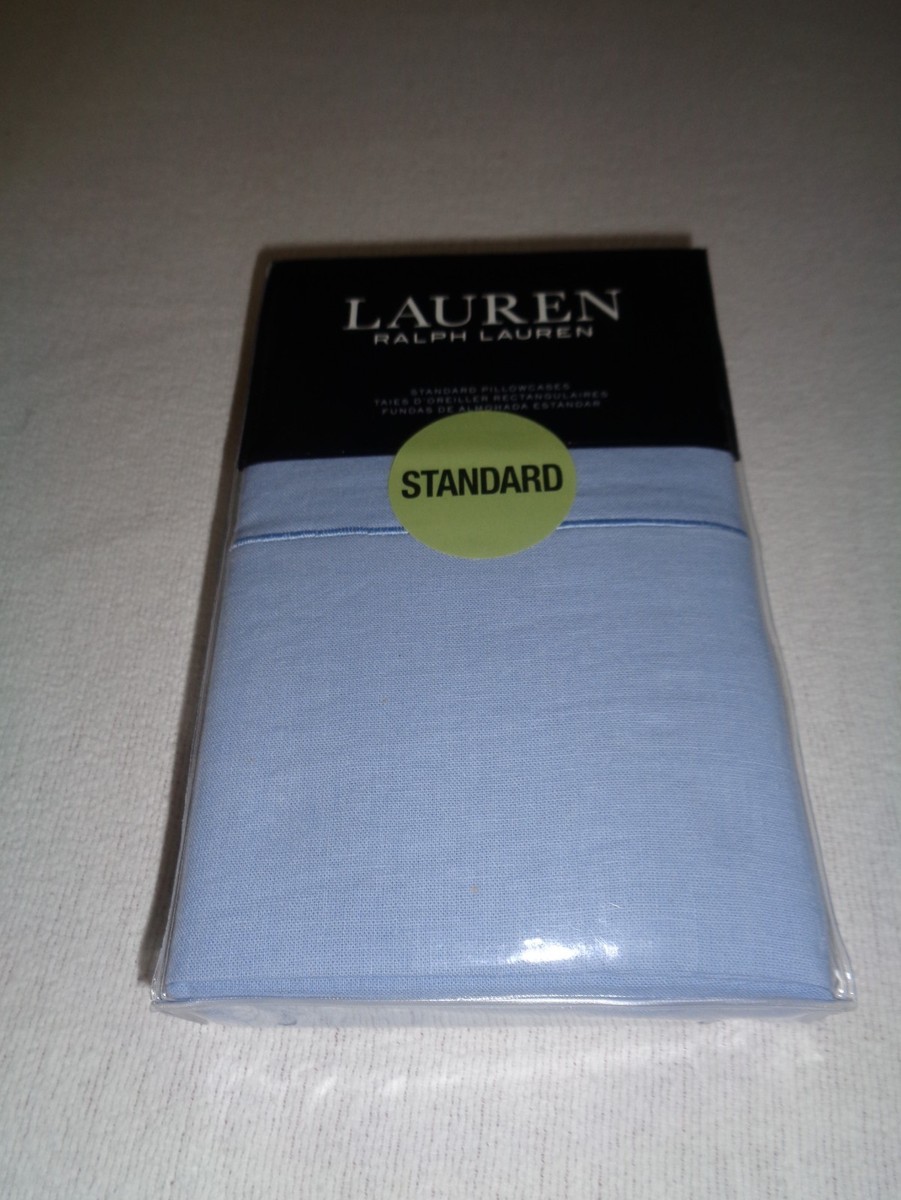 LAUREN
RALPH LAUREN
STANDARD PILLOWCASES
TAIES D'OREILLER RECTANGULAIRES
FUNDAS DE ALMOHADA ESTANDAR
STANDARD